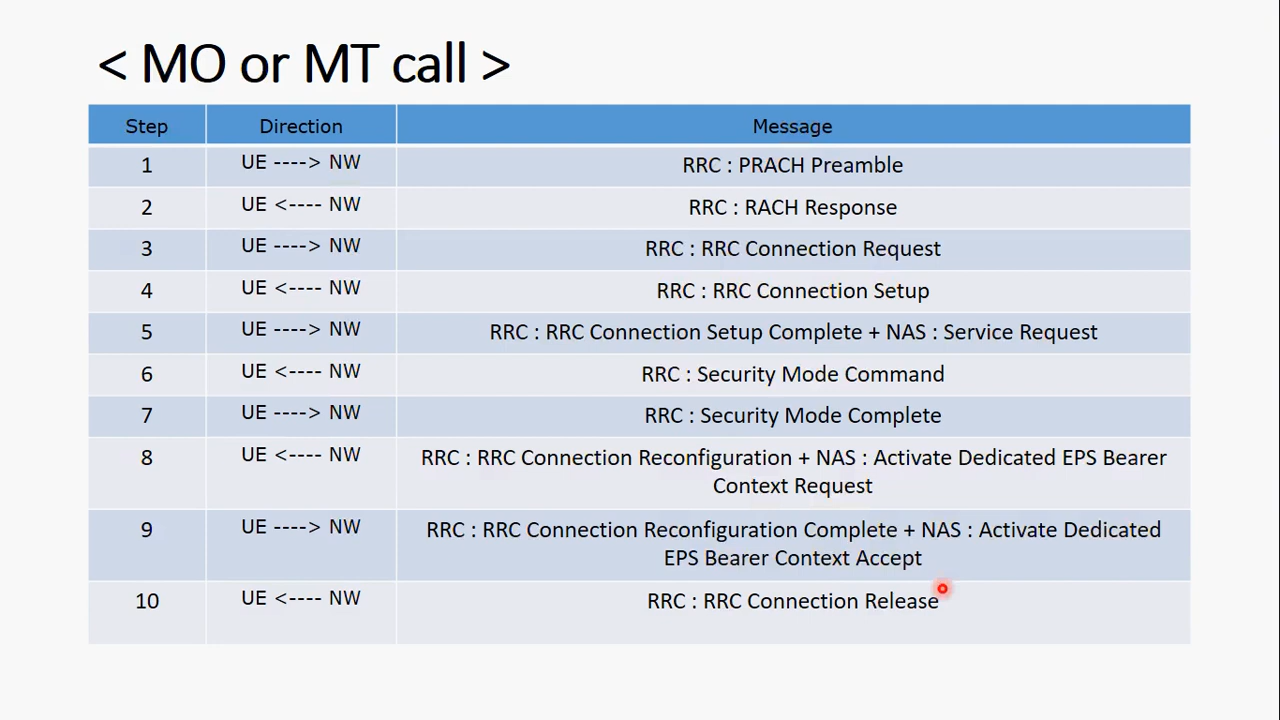 < MO or MT call >
Step Direction Message
1 UE ----> NW RRC : PRACH Preamble
2 UE <---- NW RRC : RACH Response
3 UE ----> NW RRC : RRC Connection Request
4 UE <---- NW RRC : RRC Connection Setup
5 UE ----> NW RRC : RRC Connection Setup Complete + NAS : Service Request
6 UE <---- NW RRC : Security Mode Command
7 UE ----> NW RRC : Security Mode Complete
8 UE <---- NW RRC : RRC Connection Reconfiguration + NAS : Activate Dedicated EPS Bearer
Context Request
9 UE ----> NW RRC : RRC Connection Reconfiguration Complete + NAS : Activate Dedicated
EPS Bearer Context Accept
10 UE <---- NW RRC : RRC Connection Release